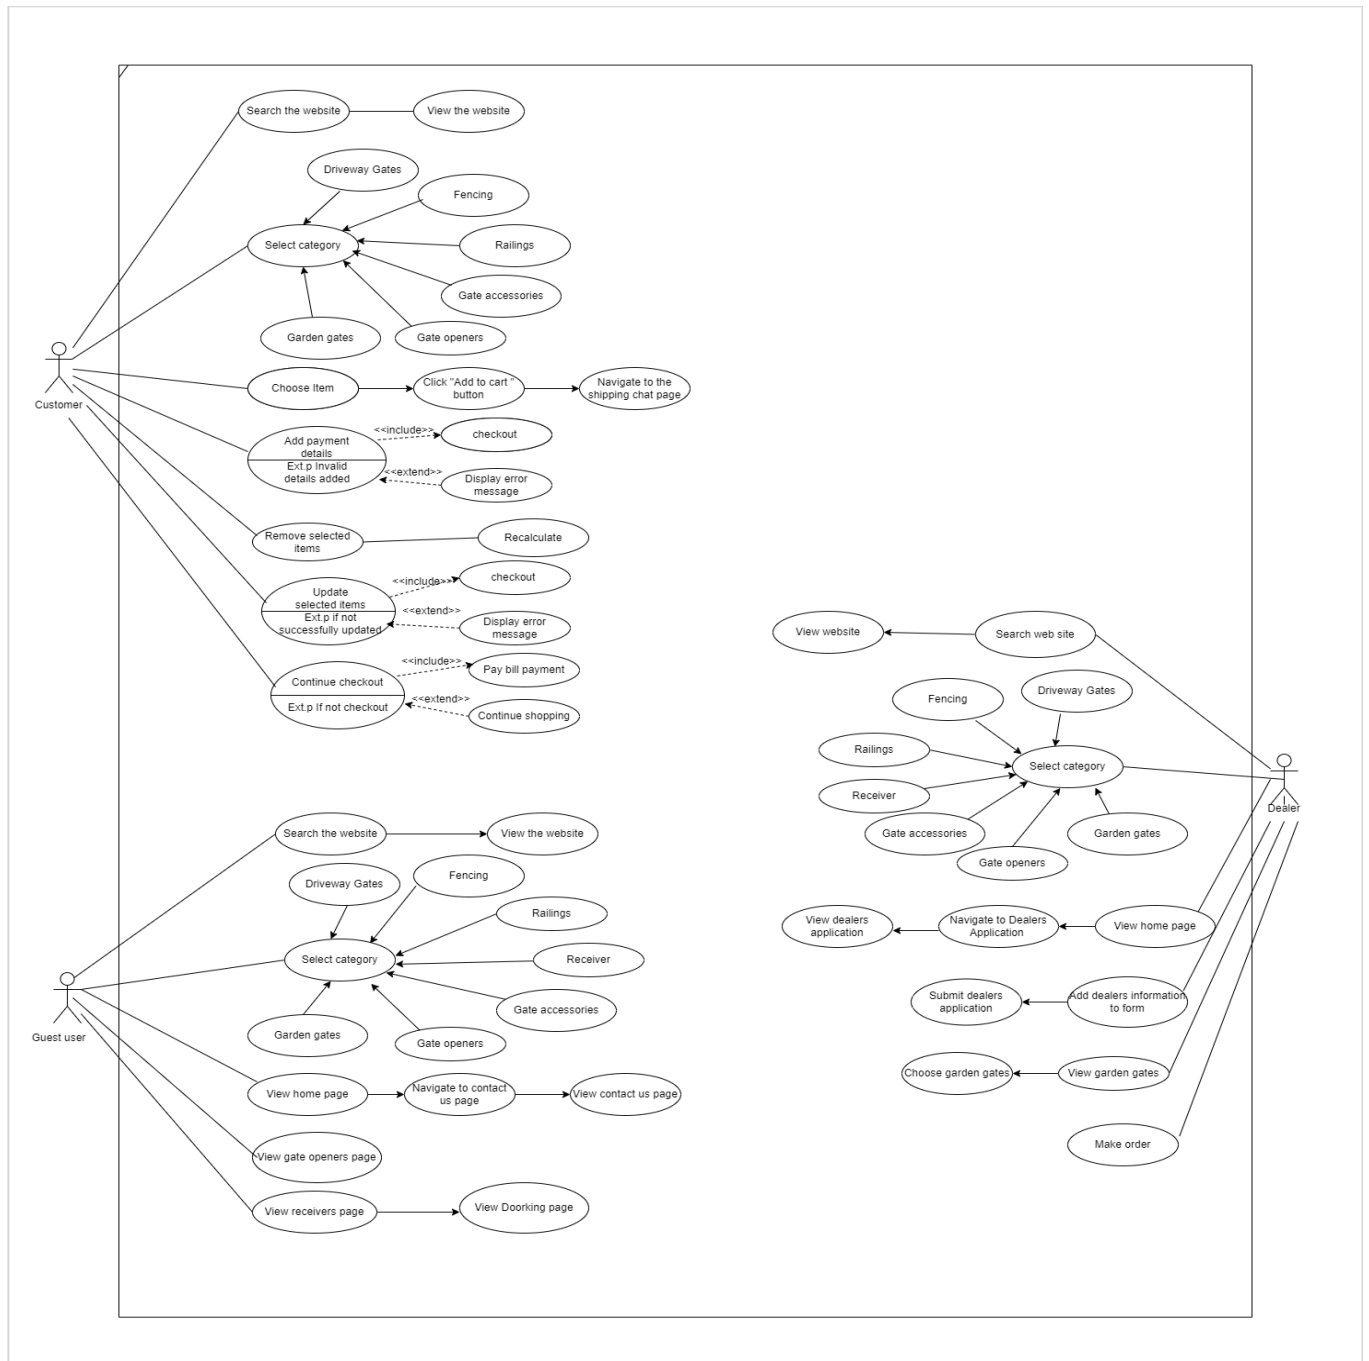 Search the website
View the website
Driveway Gates
Fencing
Select category
Railings
Gate accessories
Garden gates
Gate openers
Customer
Choose Item
Click "Add to cart "
button
Navigate to the
shipping chat page
Add payment
details
Ext.p Invalid
details added
<<include>>
checkout
<<extend>>
Display error
message
Remove selected
items
Recalculate
Update
selected items
Ext.p if not
successfully updated
<<include>>
checkout
<<extend>>
Display error
message
Continue checkout
Ext.p If not checkout
<<include>>
Pay bill payment
<<extend>>
Continue shopping
View website
Search web site
Fencing
Driveway Gates
Railings
Select category
Receiver
Gate accessories
Gate openers
Garden gates
Dealer
View dealers
application
Navigate to Dealers
Application
View home page
Submit dealers
application
Add dealers information
to form
Choose garden gates
View garden gates
Make order
Search the website
View the website
Driveway Gates
Fencing
Railings
Select category
Receiver
Gate accessories
Garden gates
Gate openers
Guest user
View home page
Navigate to contact
us page
View contact us page
View gate openers page
View receivers page
View Doorking page